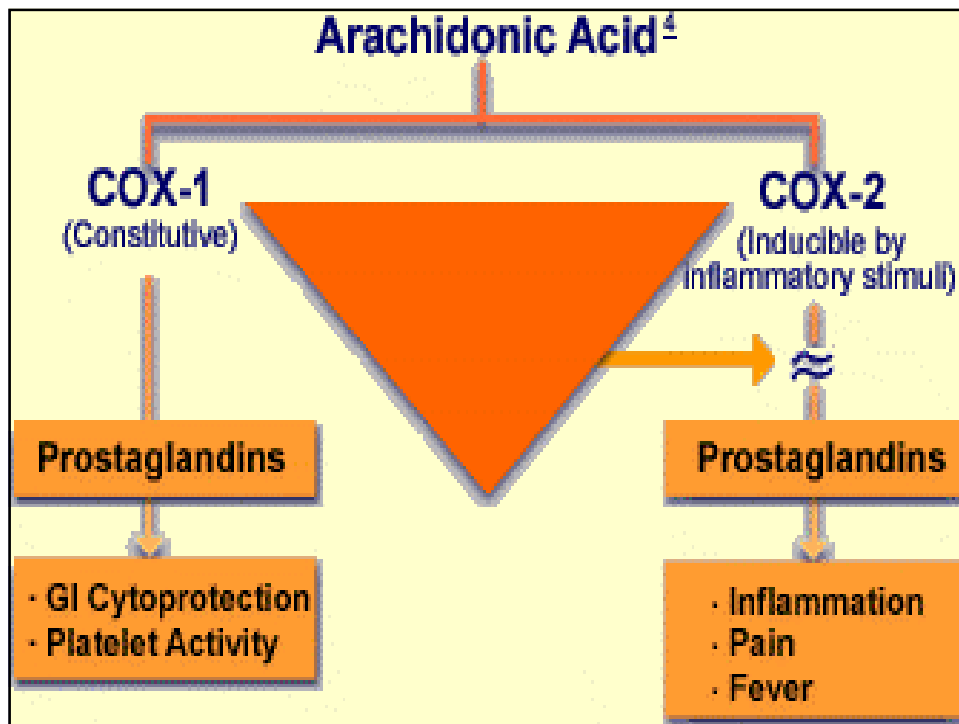 Arachidonic Acid4
COX-1
(Constitutive)
COX-2
(Inducible by
inflammatory stimuli)
≈
Prostaglandins
Prostaglandins
· GI Cytoprotection
· Platelet Activity
· Inflammation
· Pain
· Fever